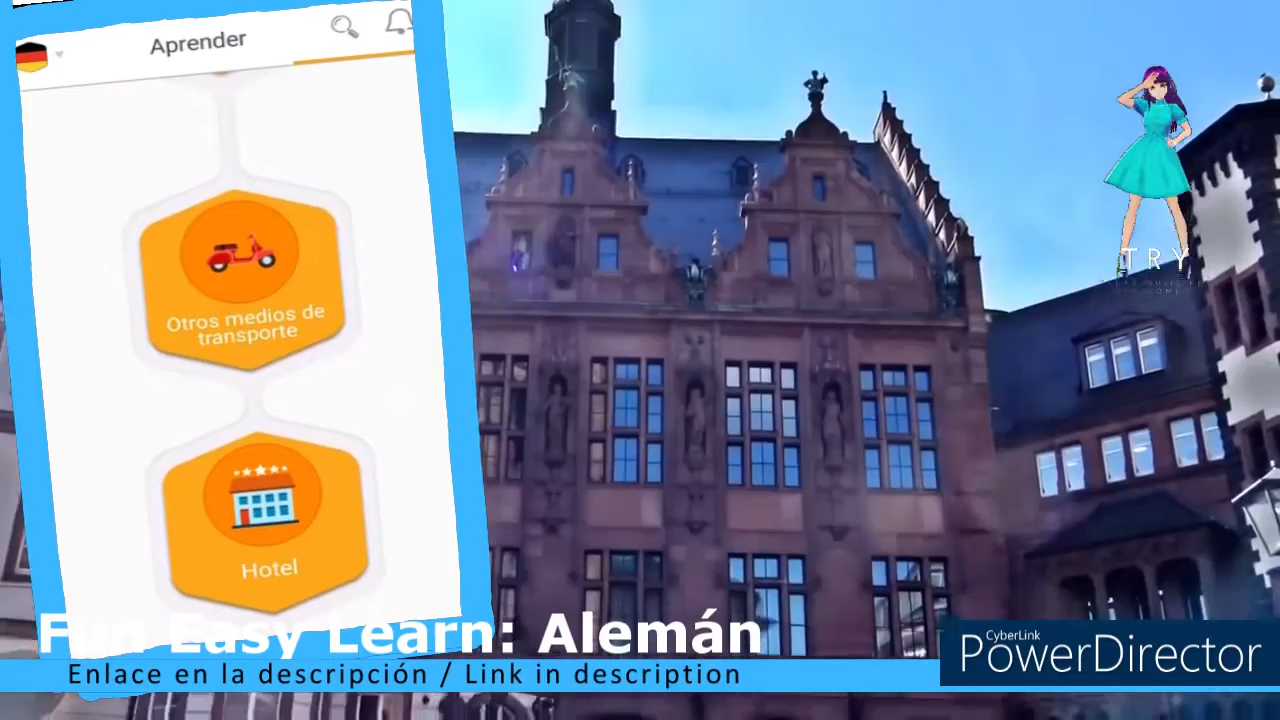 Aprender
Otros medios de
transporte
Hotel
TRY
Fun Easy Learn: Alemán
Enlace en la descripción / Link in description
CyberLink
PowerDirector